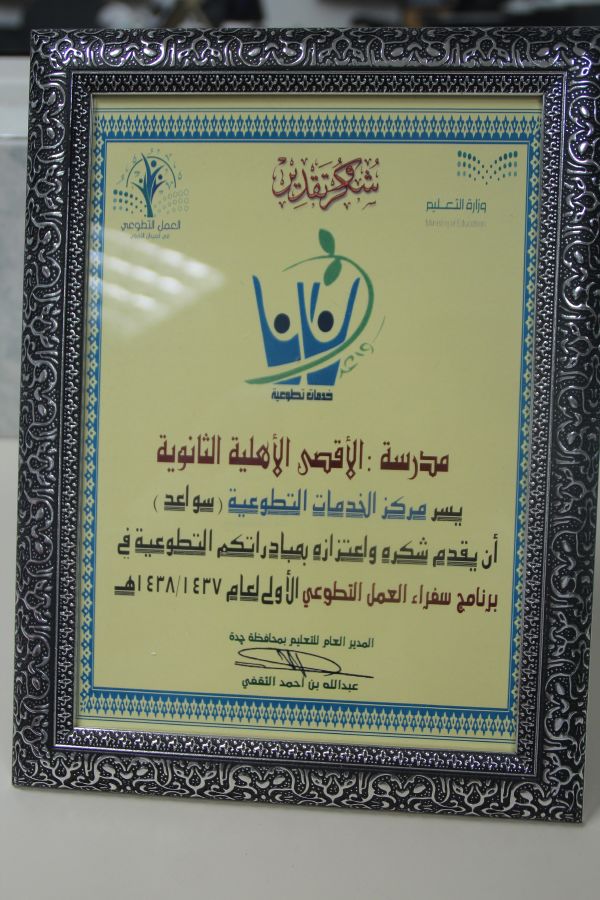 شكر وتقدير
وزارة التعليم
Ministry of Education
العمل التطوعي
سواعد
خدمات تطوعية
مدرسة : الأقصى الأهلية الثانوية
يسر مركز الخدمات التطوعية ( سواعد )
أن يقدم شكره واعتزازه بمبادراتكم التطوعية في
برنامج سفراء العمل التطوعي الأولى لعام ١٤٣٨/١٤٣٧هـ
المدير العام للتعليم بمحافظة جدة
عبدالله بن أحمد الثقفي